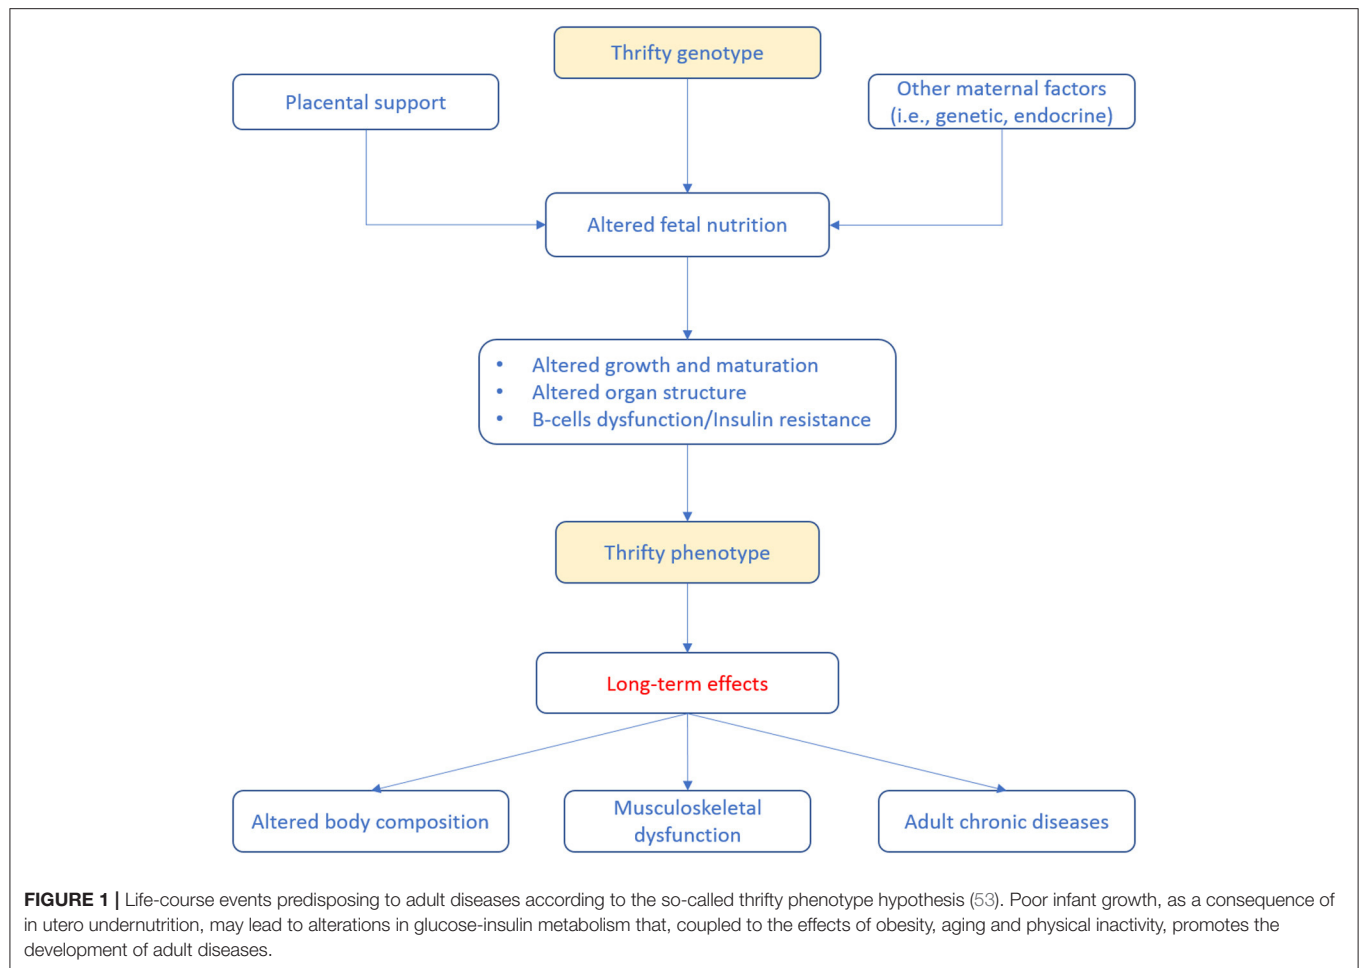 Thrifty genotype
Placental support
Other maternal factors
(i.e., genetic, endocrine)
Altered fetal nutrition
• Altered growth and maturation
• Altered organ structure
• B-cells dysfunction/Insulin resistance
Thrifty phenotype
Long-term effects
Altered body composition
Musculoskeletal
dysfunction
Adult chronic diseases
FIGURE 1 | Life-course events predisposing to adult diseases according to the so-called thrifty phenotype hypothesis (53). Poor infant growth, as a consequence of
in utero undernutrition, may lead to alterations in glucose-insulin metabolism that, coupled to the effects of obesity, aging and physical inactivity, promotes the
development of adult diseases.